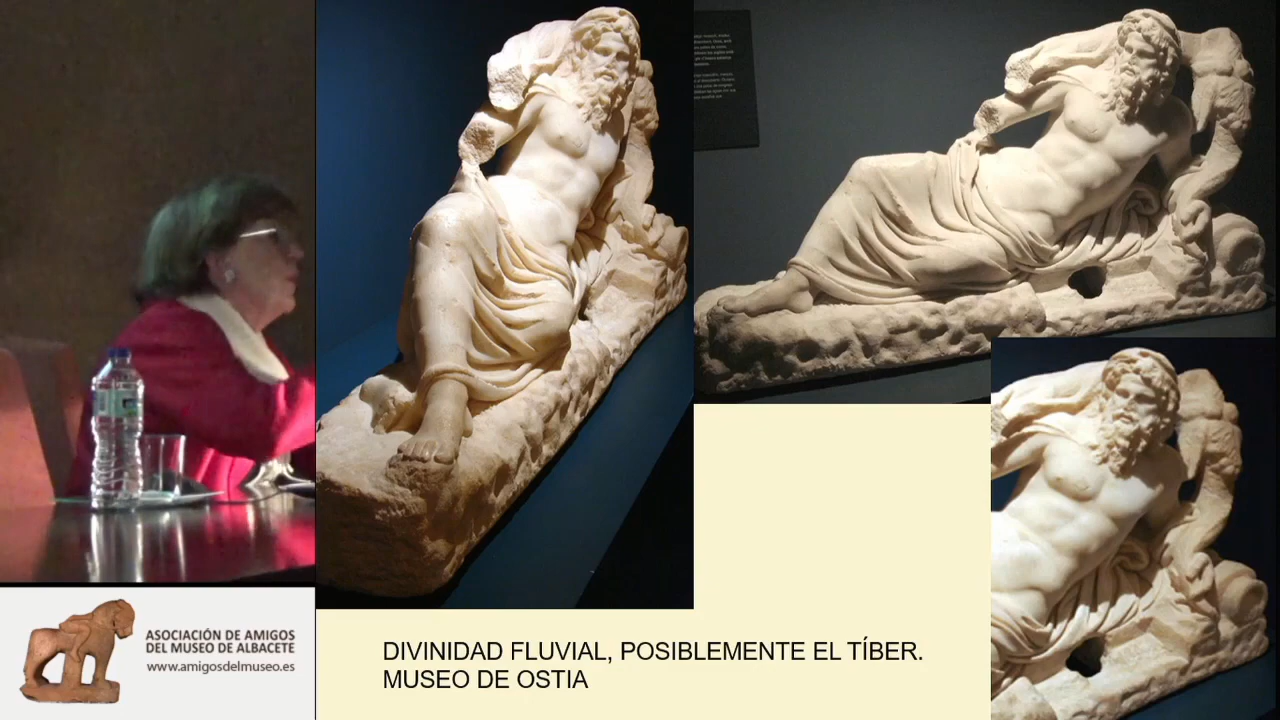 ASOCIACIÓN DE AMIGOS
DEL MUSEO DE ALBACETE
www.amigosdelmuseo.es
DIVINIDAD FLUVIAL, POSIBLEMENTE EL TÍBER.
MUSEO DE OSTIA